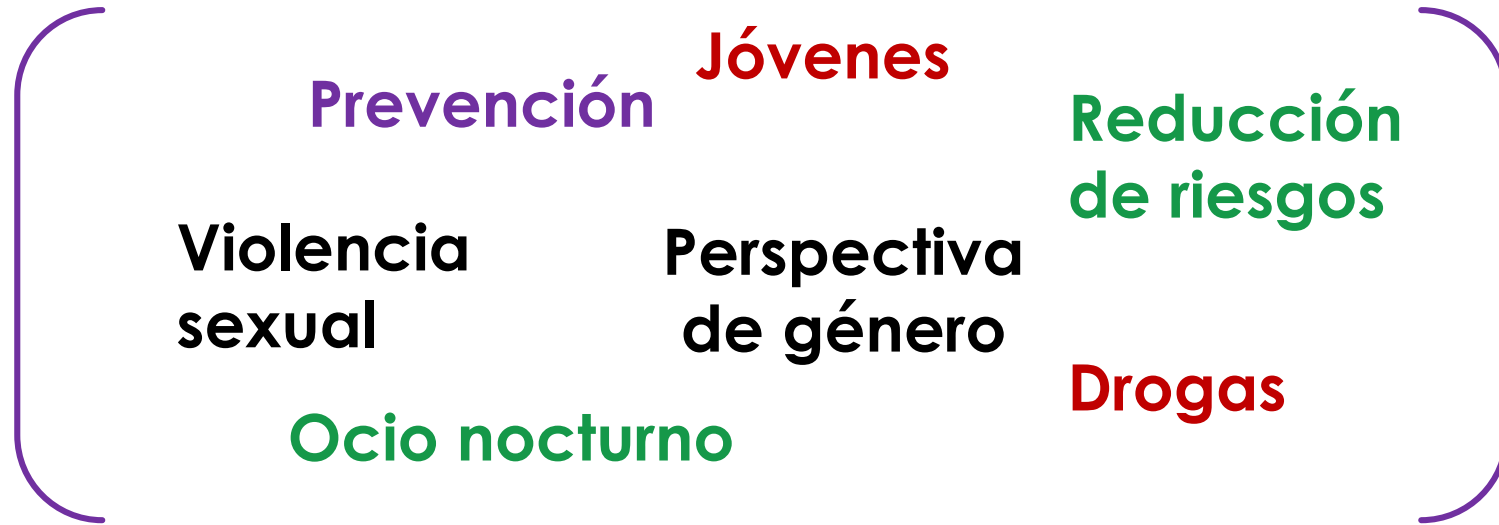 Jóvenes
Prevención
Reducción
de riesgos
Violencia
sexual
Perspectiva
de género
Drogas
Ocio nocturno